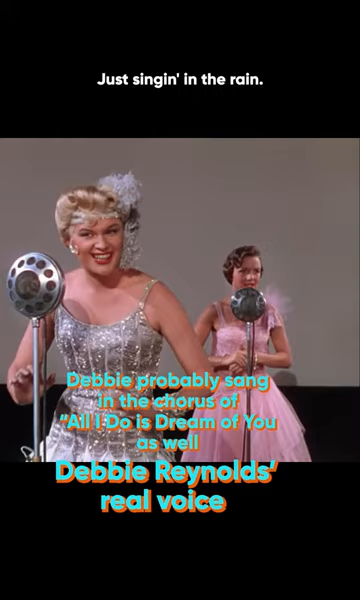 Just singin' in the rain.
Debbie probably sang
in the chorus of
"All I Do is Dream of You
as well
Debbie Reynolds'
real voice